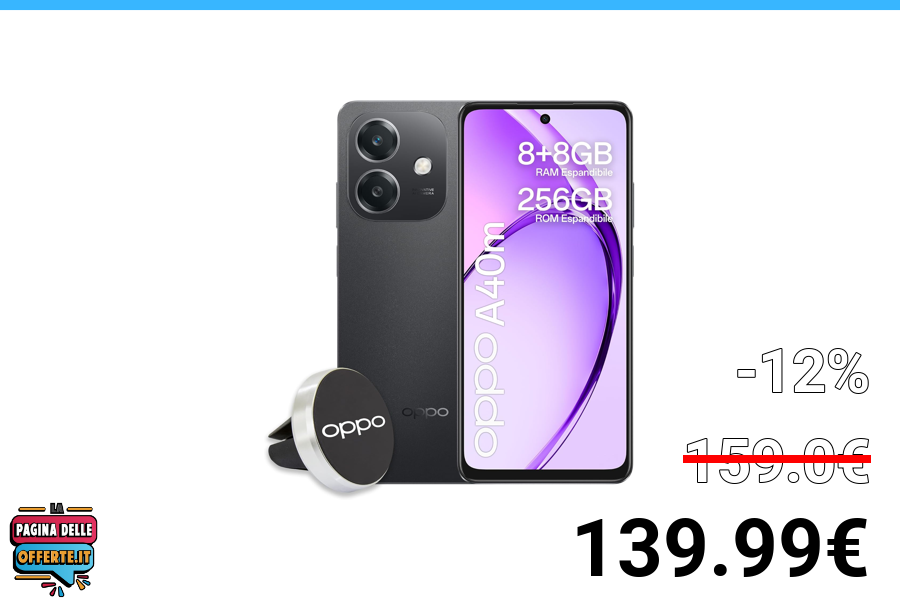 8+8GB
RAM Espandibile
256GB
ROM Espandibile
oppo A40m
oppo
oppo
-12%
159.0€
139.99€
LA
PAGINA DELLE
OFFERTE.IT